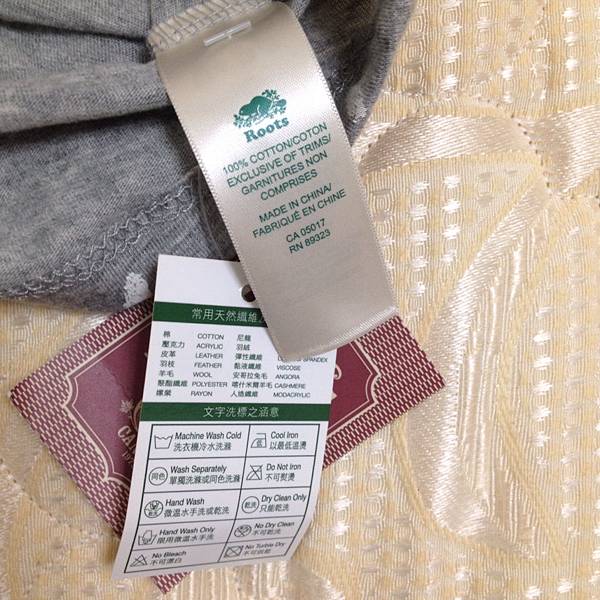 Roots
100% COTTON/COTON
EXCLUSIVE OF TRIMS/
GARNITURES NON
COMPRISES
MADE IN CHINA/
FABRIQUÉ EN CHINE
CA 05017
RN 89323
常用天然纖維
棉 COTTON 尼龍
壓克力 ACRYLIC 羽絨
皮革 LEATHER 彈性纖維 SPANDEX
羽枝 FEATHER 黏液纖維 VISCOSE
羊毛 WOOL 安哥拉兔毛 ANGORA
聚酯纖維 POLYESTER 喀什米爾羊毛 CASHMERE
嫘縈 RAYON 人造纖維 MODACRYLIC
文字洗標之涵意
Machine Wash Cold 洗衣機冷水洗滌
Cool Iron 以最低溫燙
同色 Wash Separately 單獨洗滌或同色洗滌
Do Not Iron 不可熨燙
Hand Wash 微溫水手洗或乾洗
乾洗 Dry Clean Only 只能乾洗
Hand Wash Only 限用微溫水手洗
No Dry Clean 不可乾洗
No Bleach 不可漂白
No Tumble Dry 不可烘乾
CA